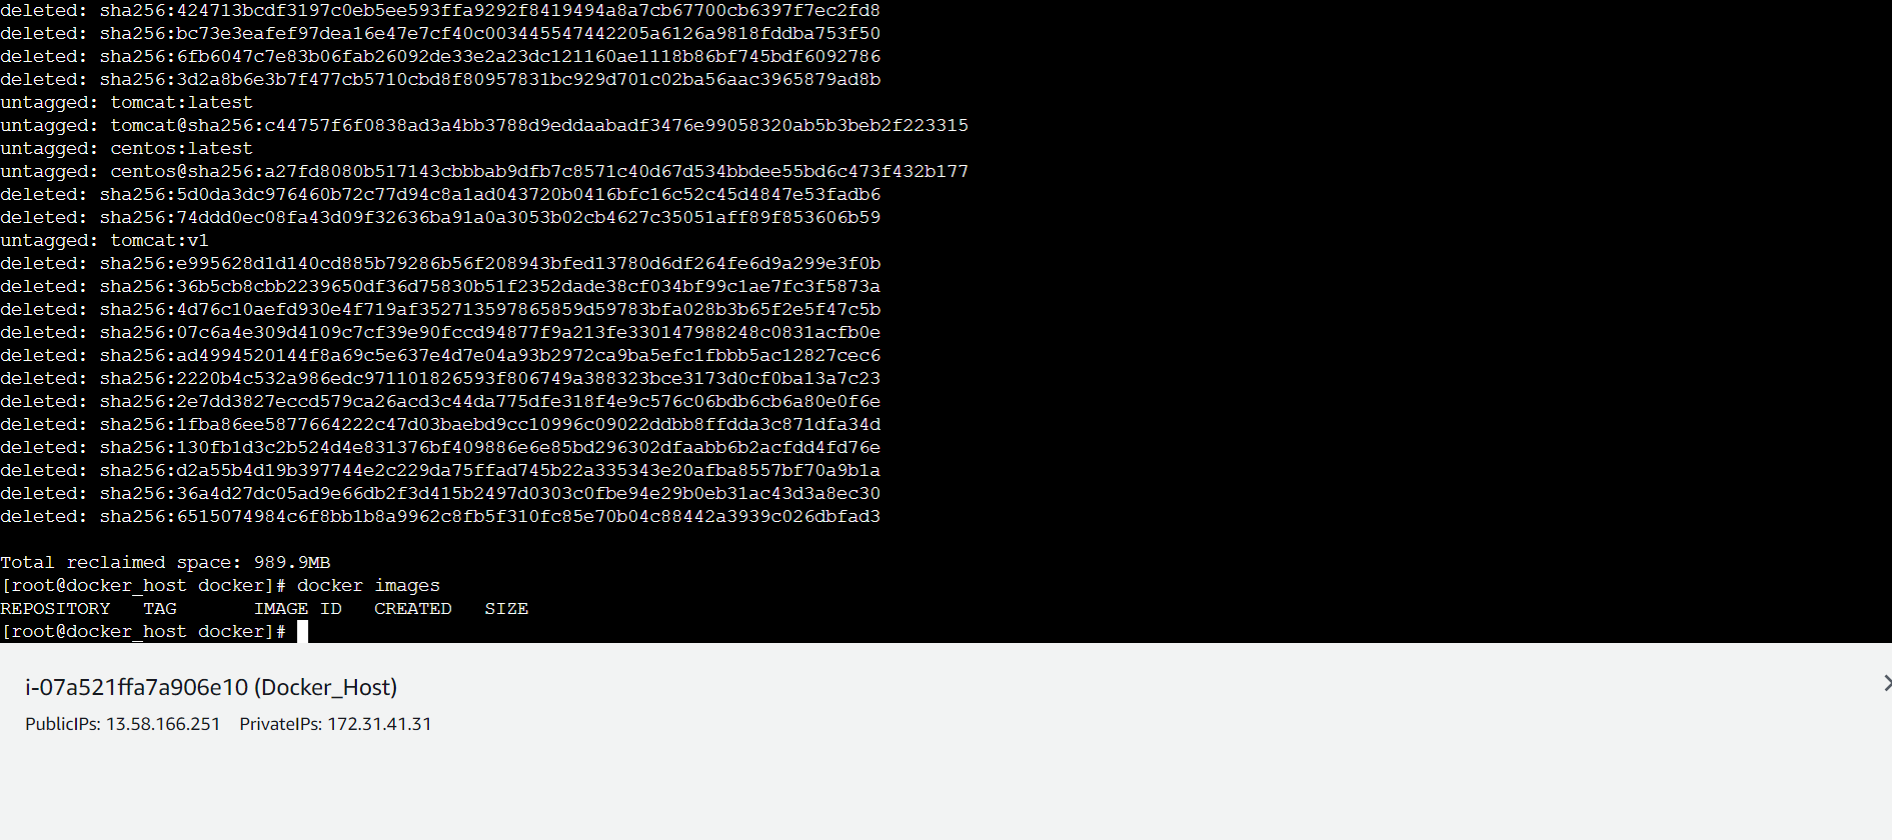 deleted: sha256:424713bcdf3197c0eb5ee593ffa9292f8419494a8a7cb67700cb6397f7ec2fd8
deleted: sha256:bc73e3eafef97dea16e47e7cf40c003445547442205a6126a9818fddba753f50
deleted: sha256:6fb6047c7e83b06fab26092de33e2a23dc121160ae1118b86bf745bdf6092786
deleted: sha256:3d2a8b6e3b7f477cb5710cbd8f80957831bc929d701c02ba56aac3965879ad8b
untagged: tomcat:latest
untagged: tomcat@sha256:c44757f6f0838ad3a4bb3788d9eddaabadf3476e99058320ab5b3beb2f223315
untagged: centos:latest
untagged: centos@sha256:a27fd8080b517143cbbbab9dfb7c8571c40d67d534bbdee55bd6c473f432b177
deleted: sha256:5d0da3dc976460b72c77d94c8a1ad043720b0416bfc16c52c45d4847e53fadb6
deleted: sha256:74ddd0ec08fa43d09f32636ba91a0a3053b02cb4627c35051aff89f853606b59
untagged: tomcat:v1
deleted: sha256:e995628d1d140cd885b79286b56f208943bfed13780d6df264fe6d9a299e3f0b
deleted: sha256:36b5cb8cbb2239650df36d75830b51f2352dade38cf034bf99c1ae7fc3f5873a
deleted: sha256:4d76c10aefd930e4f719af352713597865859d59783bfa028b3b65f2e5f47c5b
deleted: sha256:07c6a4e309d4109c7cf39e90fccd94877f9a213fe330147988248c0831acfb0e
deleted: sha256:ad4994520144f8a69c5e637e4d7e04a93b2972ca9ba5efc1fbbb5ac12827cec6
deleted: sha256:2220b4c532a986edc971101826593f806749a388323bce3173d0cf0ba13a7c23
deleted: sha256:2e7dd3827eccd579ca26acd3c44da775dfe318f4e9c576c06bdb6cb6a80e0f6e
deleted: sha256:1fba86ee5877664222c47d03baebd9cc10996c09022ddbb8ffdda3c871dfa34d
deleted: sha256:130fb1d3c2b524d4e831376bf409886e6e85bd296302dfaabb6b2acfdd4fd76e
deleted: sha256:d2a55b4d19b397744e2c229da75ffad745b22a335343e20afba8557bf70a9b1a
deleted: sha256:36a4d27dc05ad9e66db2f3d415b2497d0303c0fbe94e29b0eb31ac43d3a8ec30
deleted: sha256:6515074984c6f8bb1b8a9962c8fb5f310fc85e70b04c88442a3939c026dbfad3
Total reclaimed space: 989.9MB
[root@docker_host docker]# docker images
REPOSITORY   TAG       IMAGE ID   CREATED   SIZE
[root@docker_host docker]#
i-07a521ffa7a906e10 (Docker_Host)
PublicIPs: 13.58.166.251    PrivateIPs: 172.31.41.31